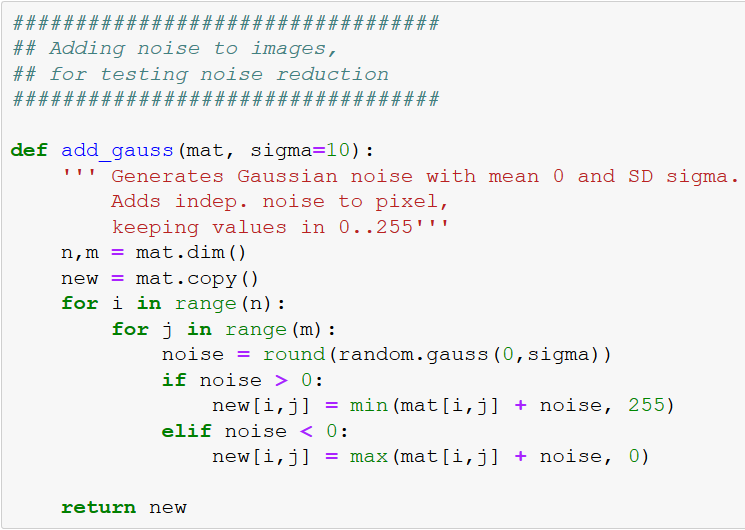 ##################################
## Adding noise to images,
## for testing noise reduction
##################################

def add_gauss(mat, sigma=10):
    ''' Generates Gaussian noise with mean 0 and SD sigma.
        Adds indep. noise to pixel,
        keeping values in 0..255'''
    n,m = mat.dim()
    new = mat.copy()
    for i in range(n):
        for j in range(m):
            noise = round(random.gauss(0,sigma))
            if noise > 0:
                new[i,j] = min(mat[i,j] + noise, 255)
            elif noise < 0:
                new[i,j] = max(mat[i,j] + noise, 0)

    return new